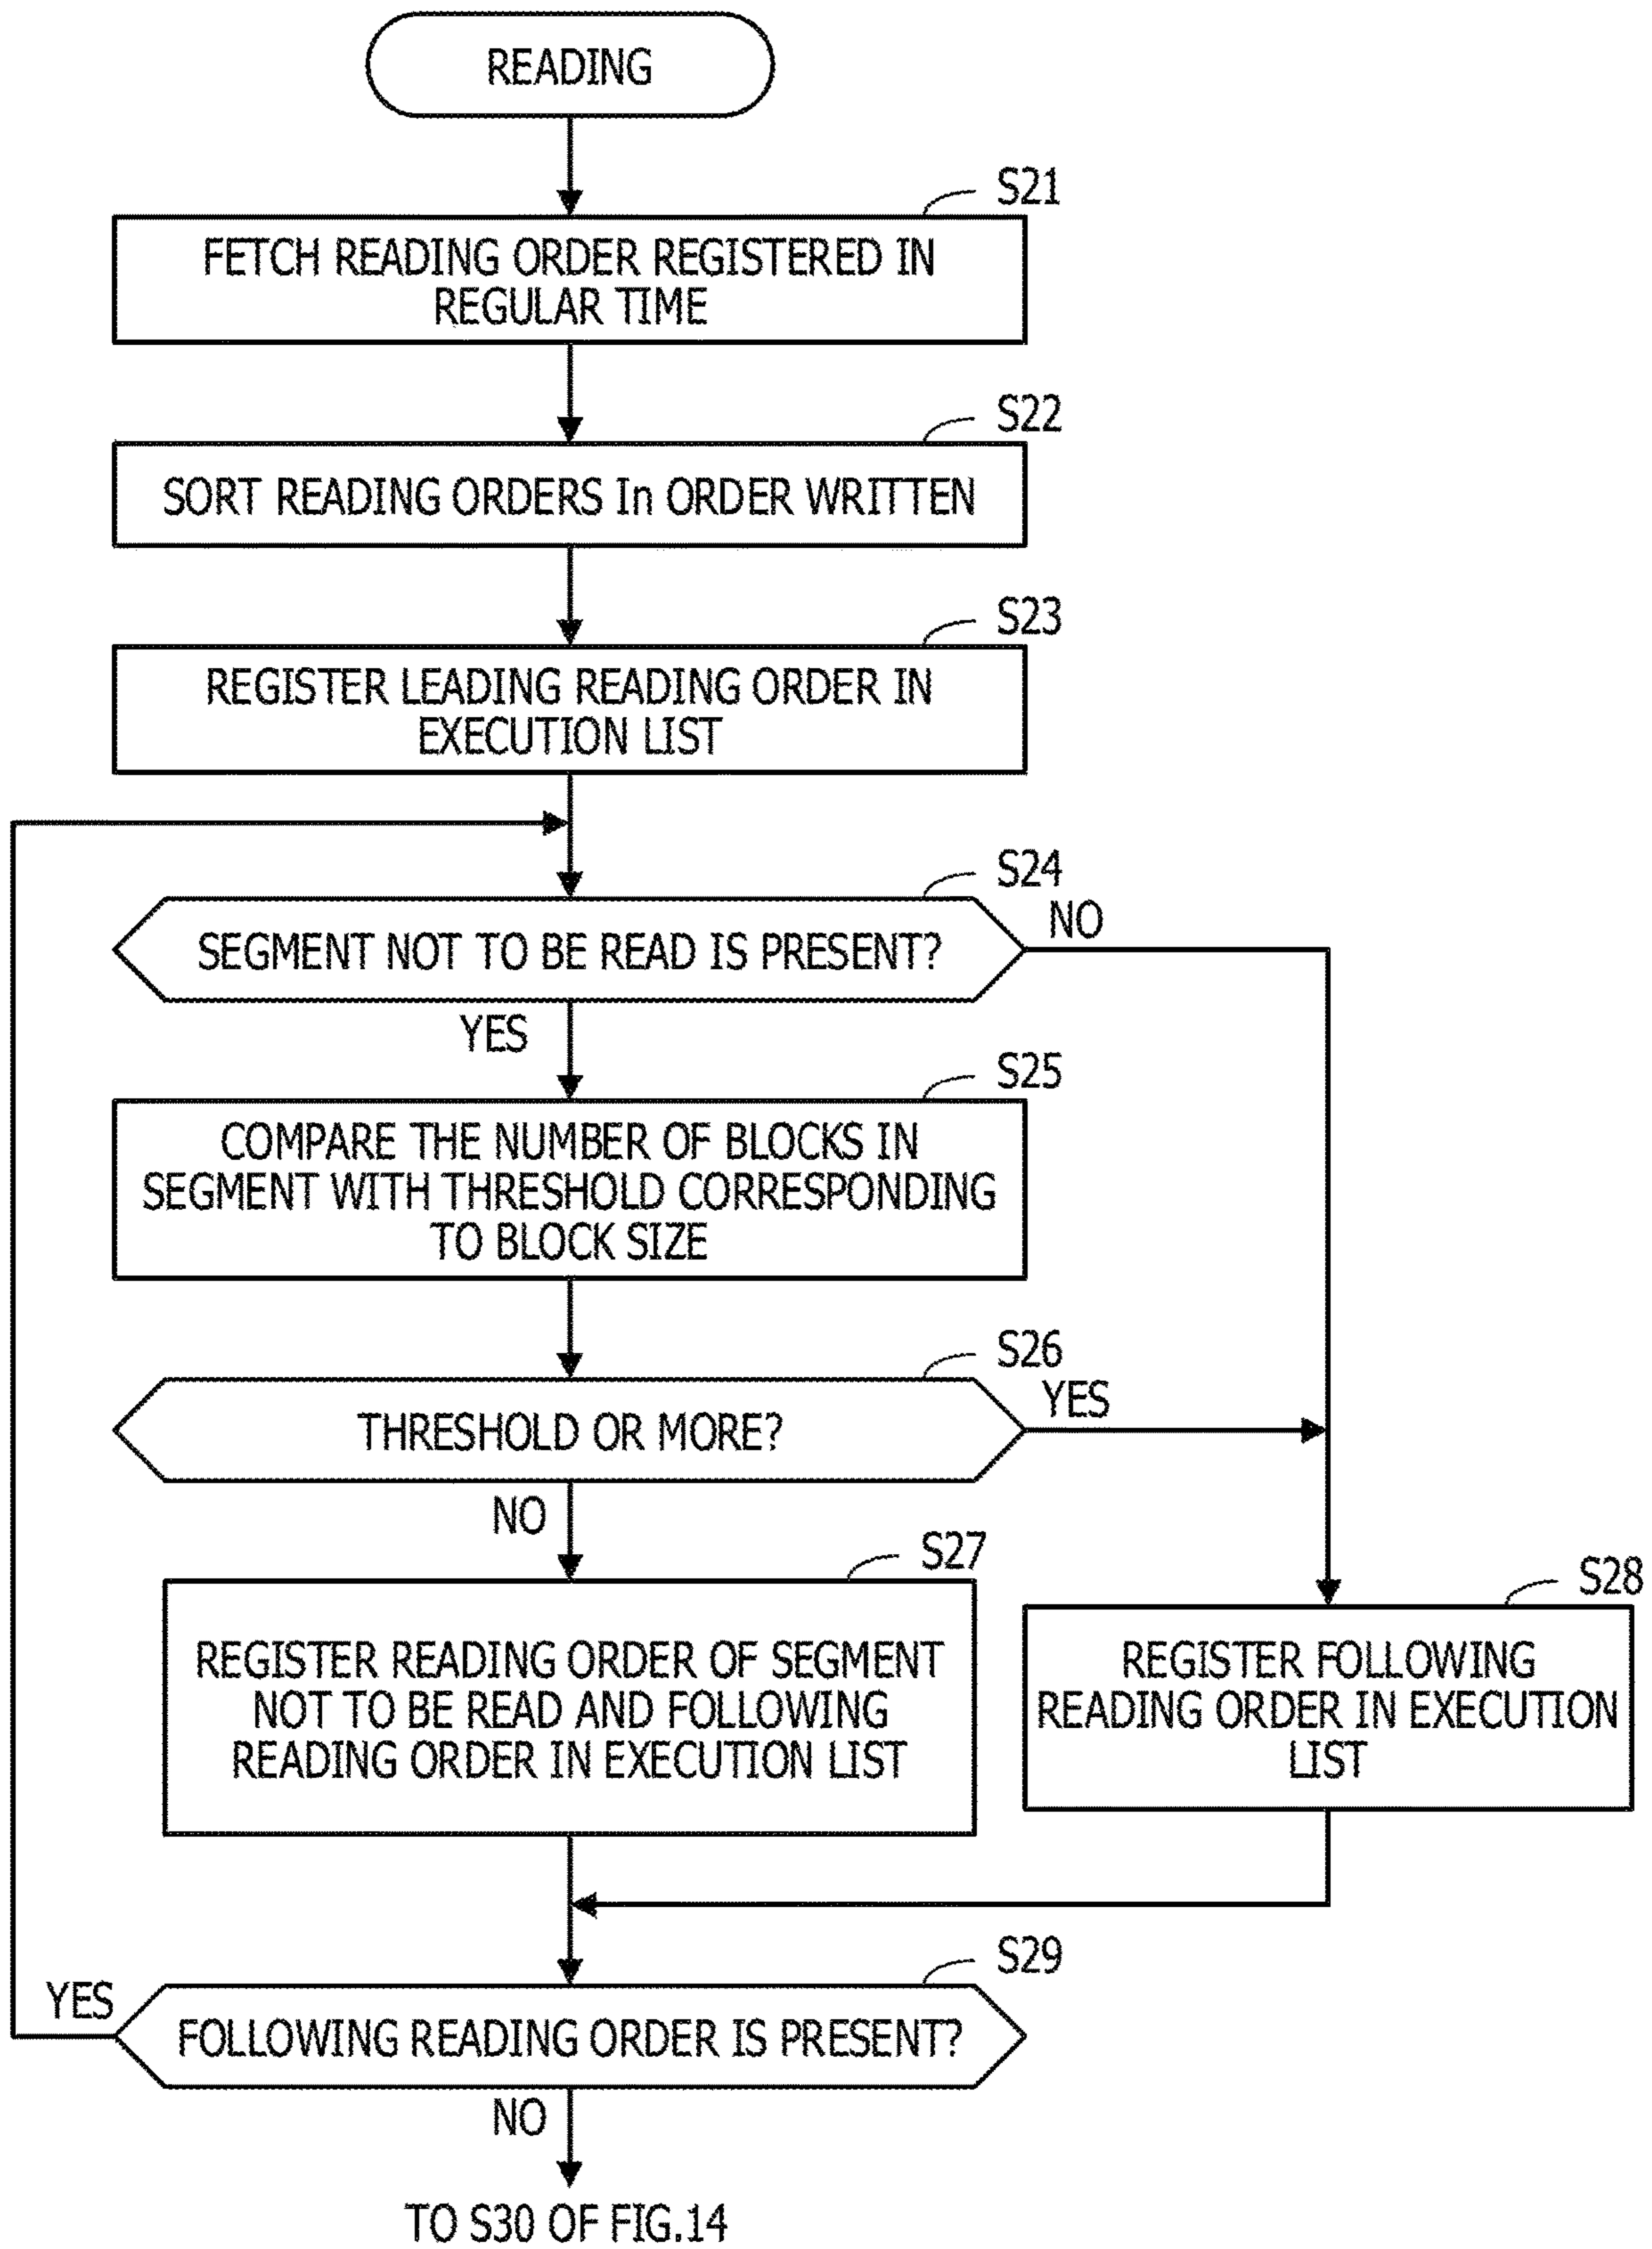 READING
S21
FETCH READING ORDER REGISTERED IN
REGULAR TIME
S22
SORT READING ORDERS In ORDER WRITTEN
S23
REGISTER LEADING READING ORDER IN
EXECUTION LIST
S24
SEGMENT NOT TO BE READ IS PRESENT?
NO
YES
S25
COMPARE THE NUMBER OF BLOCKS IN
SEGMENT WITH THRESHOLD CORRESPONDING
TO BLOCK SIZE
S26
THRESHOLD OR MORE?
YES
NO
S27
REGISTER READING ORDER OF SEGMENT
NOT TO BE READ AND FOLLOWING
READING ORDER IN EXECUTION LIST
S28
REGISTER FOLLOWING
READING ORDER IN EXECUTION
LIST
S29
YES
FOLLOWING READING ORDER IS PRESENT?
NO
TO S30 OF FIG.14